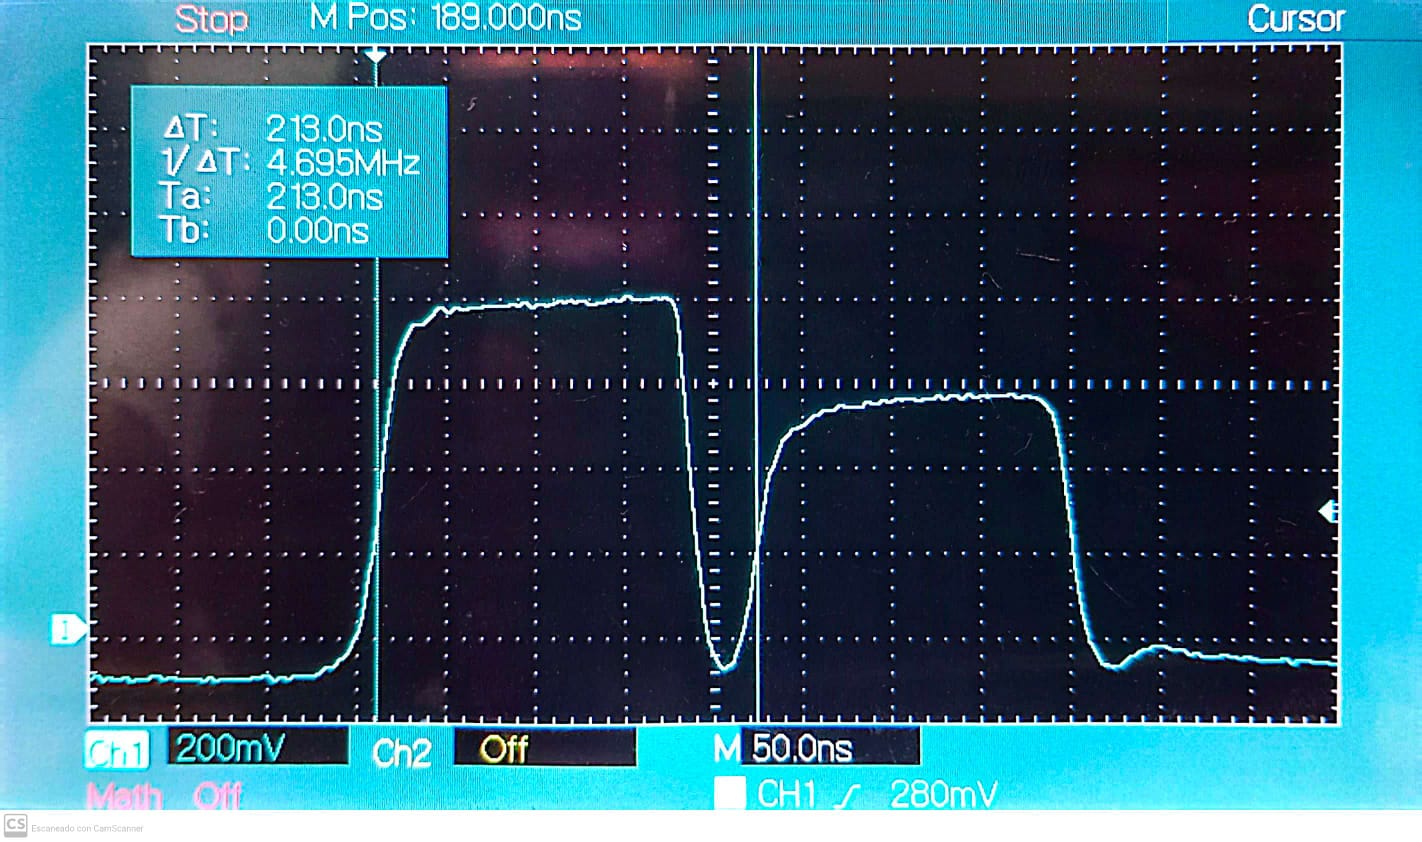 Stop M Pos: 189.000ns Cursor
ΔT: 213.0ns
1/ΔT: 4.695MHz
Ta: 213.0ns
Tb: 0.00ns
1
Ch1 200mV Ch2 Off M 50.0ns
Math Off CH1 280mV
CS Escaneado con CamScanner